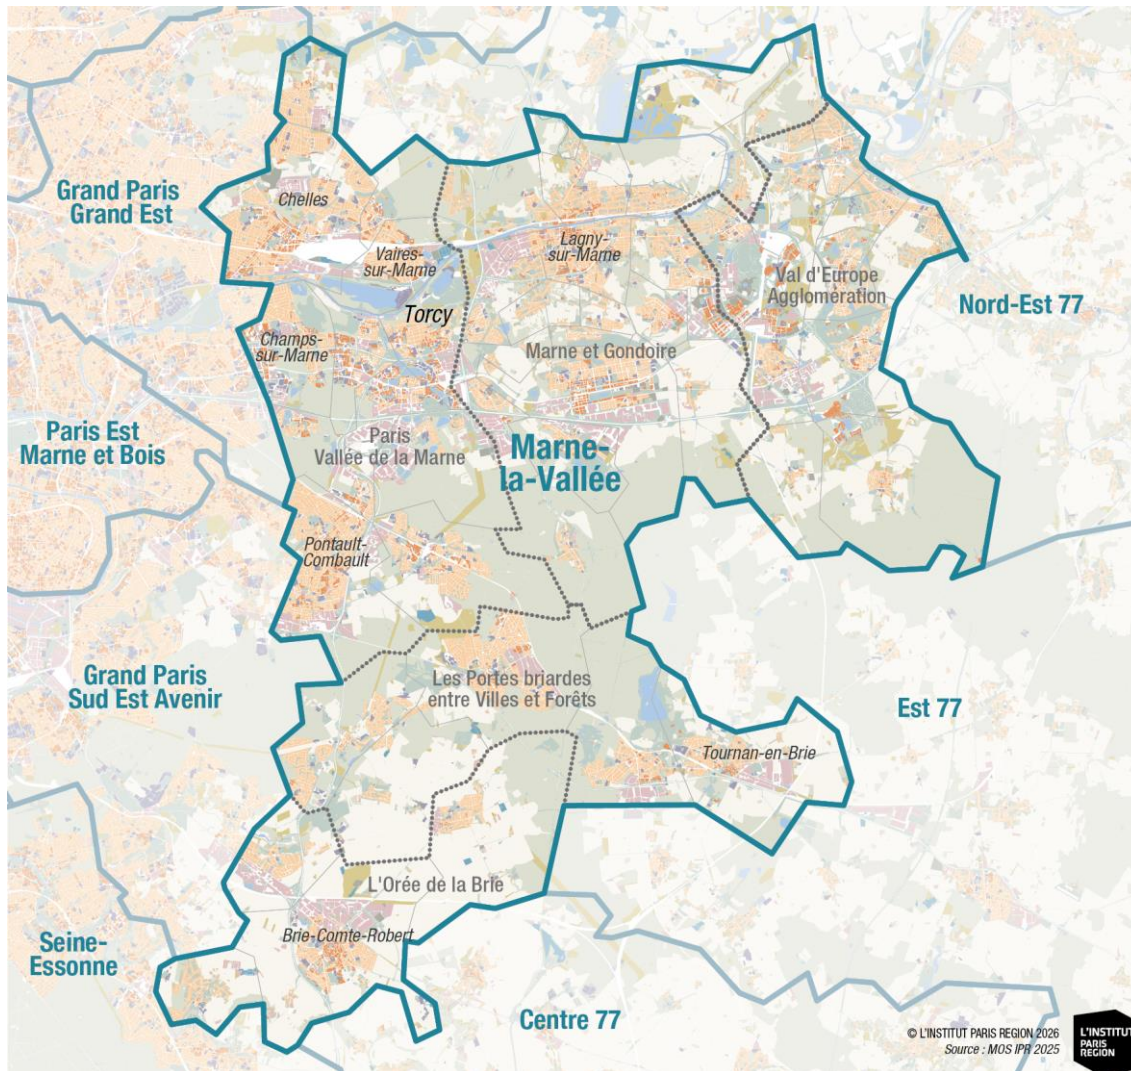 Grand Paris
Grand Est
Chelles
Vaires-
sur-Marne
Lagny-
sur-Marne
Val d'Europe
Agglomération
Nord-Est 77
Torcy
Champs-
sur-Marne
Marne et Gondoire
Paris Est
Marne et Bois
Paris
Vallée de la Marne
Marne-
la-Vallée
Pontault-
Combault
Grand Paris
Sud Est Avenir
Les Portes briardes
entre Villes et Forêts
Est 77
Tournan-en-Brie
L'Orée de la Brie
Brie-Comte-Robert
Seine-
Essonne
Centre 77
© L'INSTITUT PARIS REGION 2026
Source : MOS IPR 2025
L'INSTITUT
PARIS
REGION